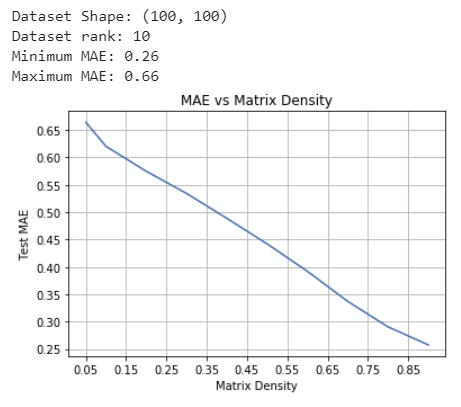 Dataset Shape: (100, 100)
Dataset rank: 10
Minimum MAE: 0.26
Maximum MAE: 0.66
MAE vs Matrix Density
0.65
0.60
0.55
0.50
0.45
0.40
0.35
0.30
0.25
Test MAE
0.05 0.15 0.25 0.35 0.45 0.55 0.65 0.75 0.85
Matrix Density